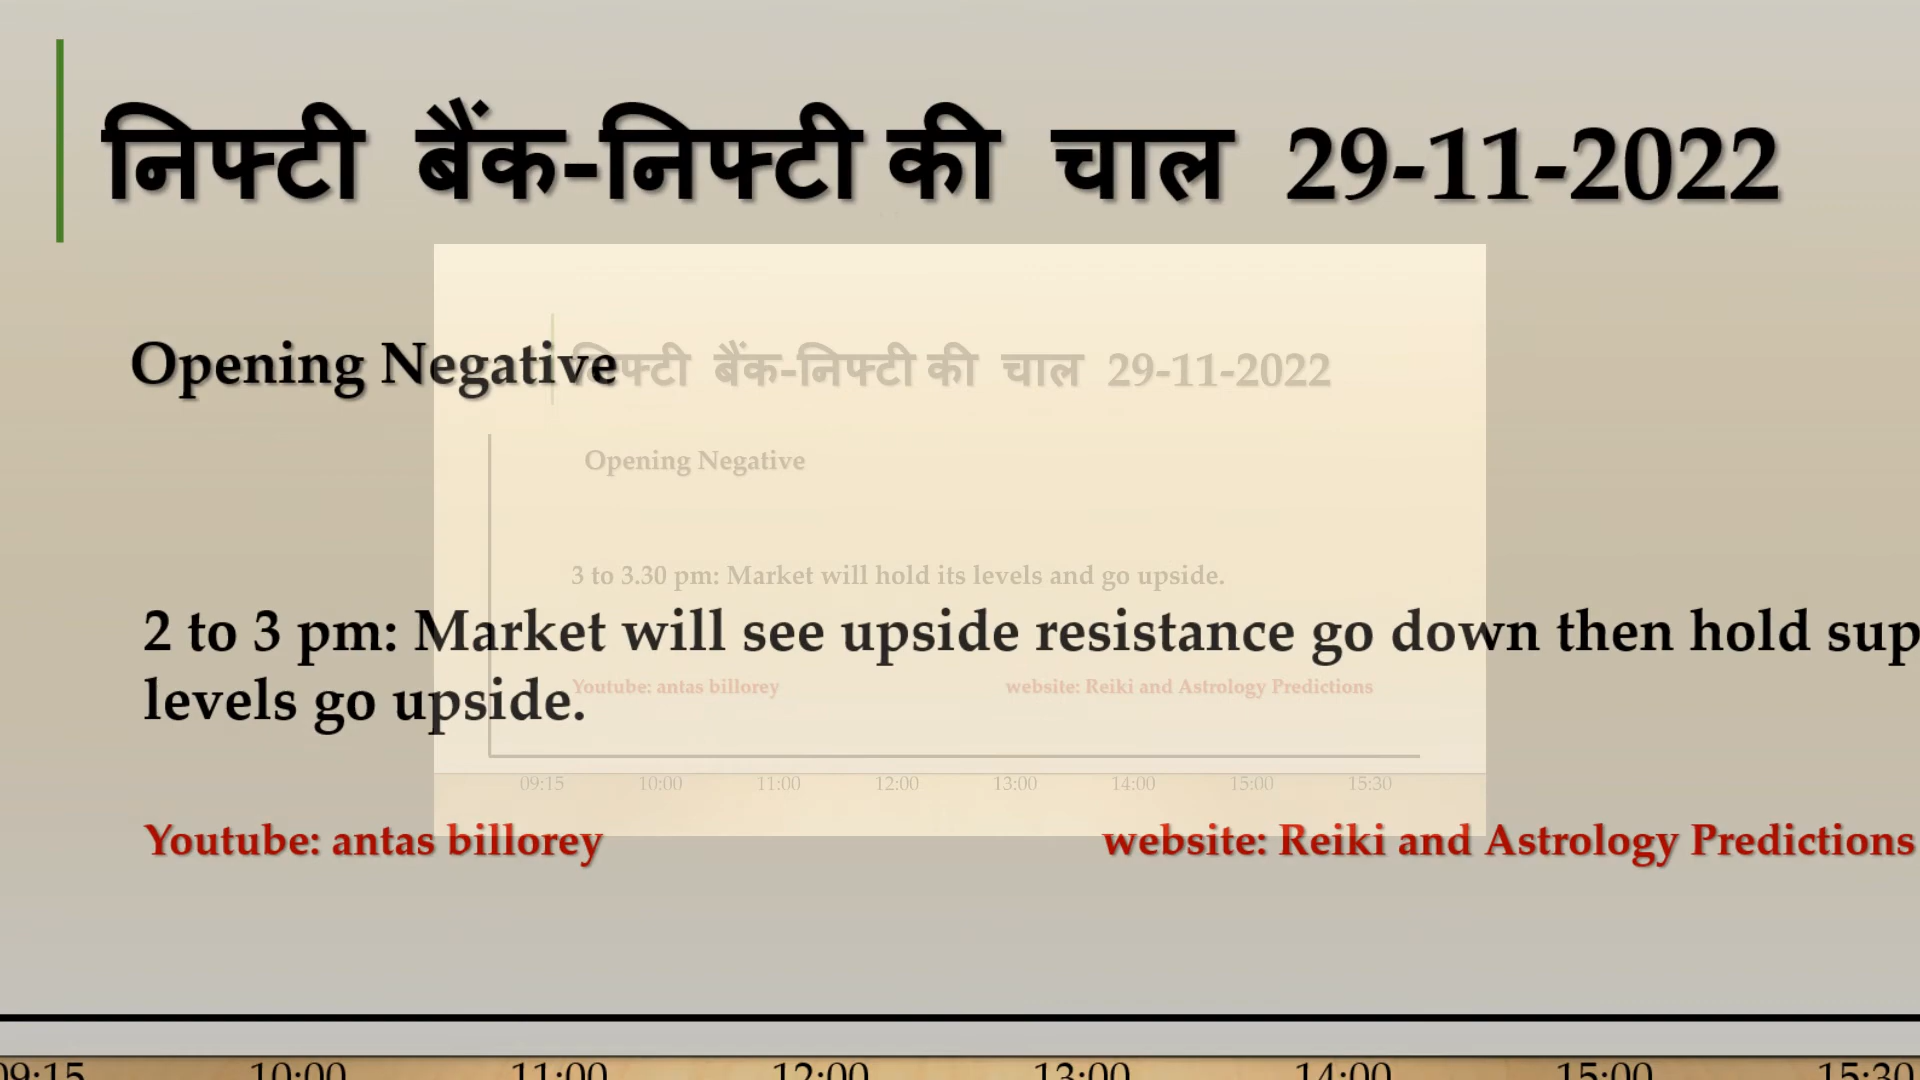 निफ्टी बैंक-निफ्टी की चाल 29-11-2022
Opening Negative
2 to 3 pm: Market will see upside resistance go down then hold sup
levels go upside.
Youtube: antas billorey website: Reiki and Astrology Predictions
09:15 10:00 11:00 12:00 13:00 14:00 15:00 15:30
निफ्टी बैंक-निफ्टी की चाल 29-11-2022
Opening Negative
3 to 3.30 pm: Market will hold its levels and go upside.
Youtube: antas billorey website: Reiki and Astrology Predictions
09:15 10:00 11:00 12:00 13:00 14:00 15:00 15:30